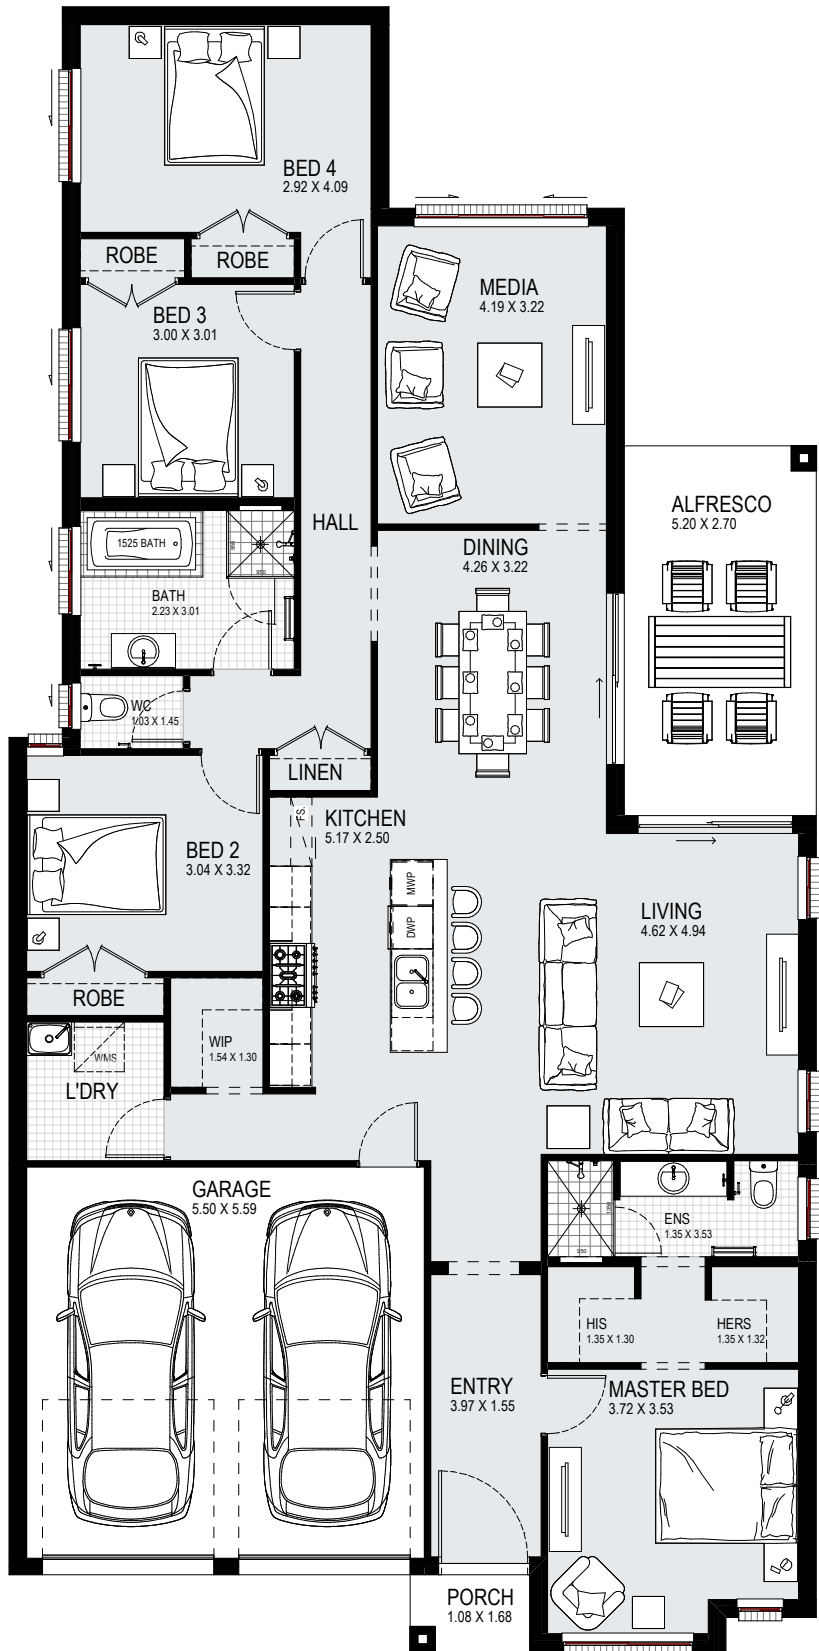 BED 4
2.92 X 4.09
ROBE
ROBE
MEDIA
4.19 X 3.22
BED 3
3.00 X 3.01
ALFRESCO
5.20 X 2.70
HALL
DINING
4.26 X 3.22
1525 BATH
950
950
BATH
2.23 X 3.01
WC
1.03 X 1.45
LINEN
FS.
KITCHEN
5.17 X 2.50
BED 2
3.04 X 3.32
MWP
DWP
LIVING
4.62 X 4.94
ROBE
WIP
1.54 X 1.30
WMS
L'DRY
GARAGE
5.50 X 5.59
ENS
1.35 X 3.53
1350
950
HIS
1.35 X 1.30
HERS
1.35 X 1.32
ENTRY
3.97 X 1.55
MASTER BED
3.72 X 3.53
PORCH
1.08 X 1.68